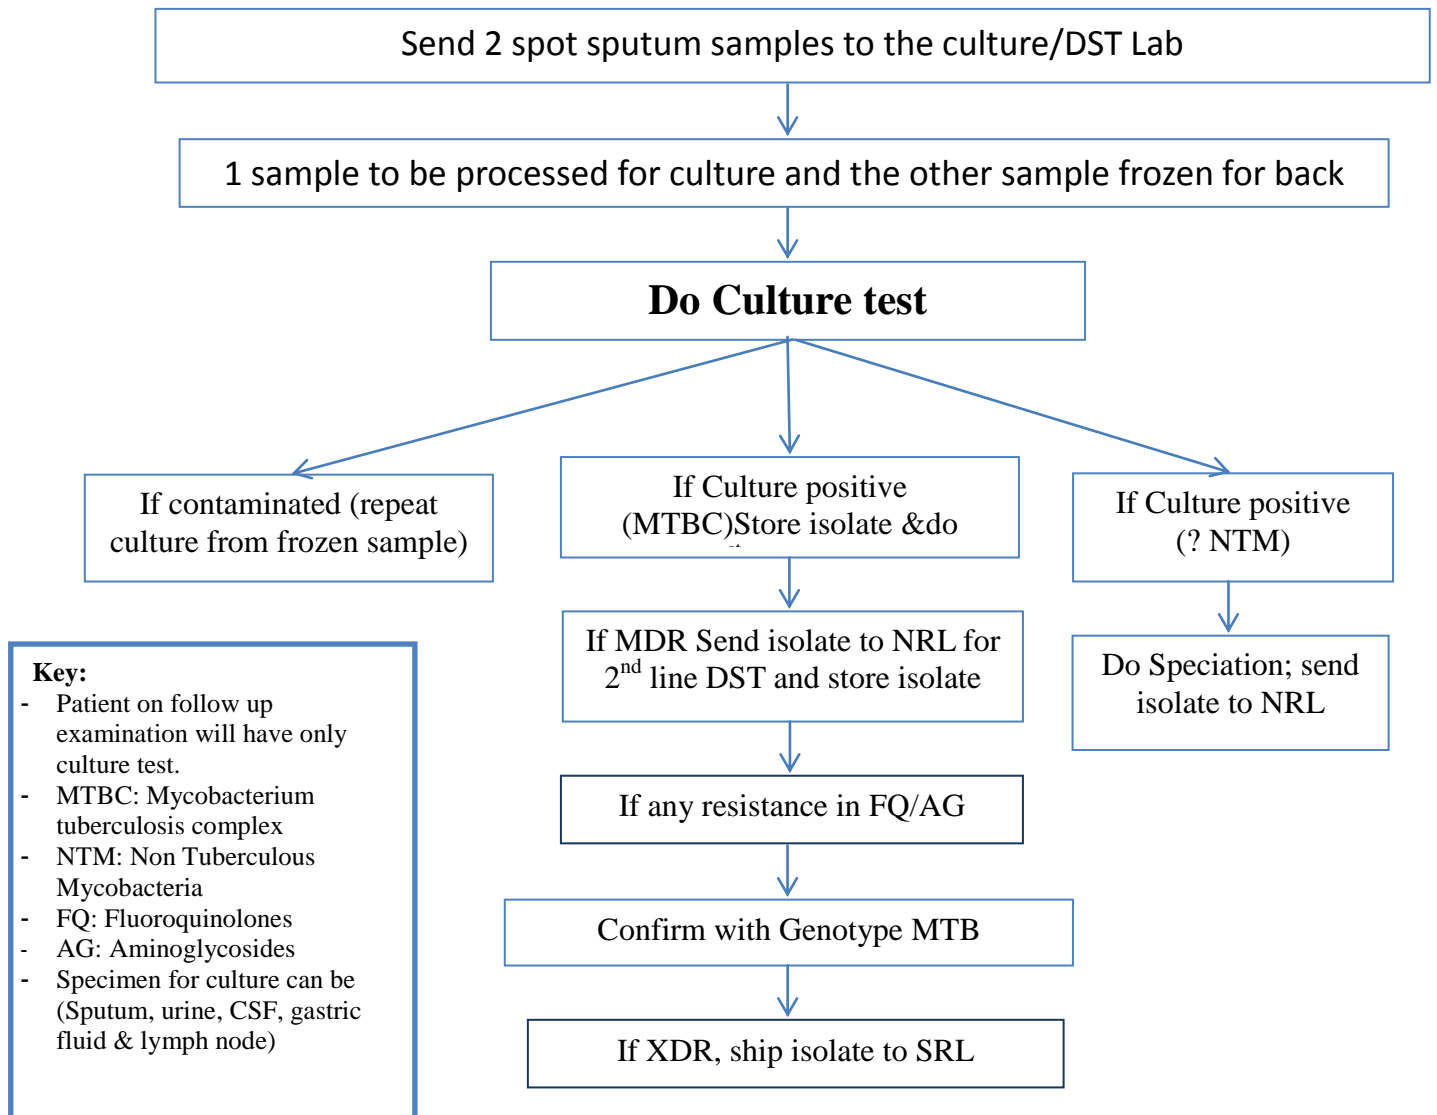 Send 2 spot sputum samples to the culture/DST Lab
1 sample to be processed for culture and the other sample frozen for back
Do Culture test
If contaminated (repeat
culture from frozen sample)
If Culture positive
(MTBC)Store isolate &do
If Culture positive
(? NTM)
If MDR Send isolate to NRL for
2nd line DST and store isolate
Do Speciation; send
isolate to NRL
If any resistance in FQ/AG
Confirm with Genotype MTB
If XDR, ship isolate to SRL
Key:
- Patient on follow up
examination will have only
culture test.
- MTBC: Mycobacterium
tuberculosis complex
- NTM: Non Tuberculous
Mycobacteria
- FQ: Fluoroquinolones
- AG: Aminoglycosides
- Specimen for culture can be
(Sputum, urine, CSF, gastric
fluid & lymph node)